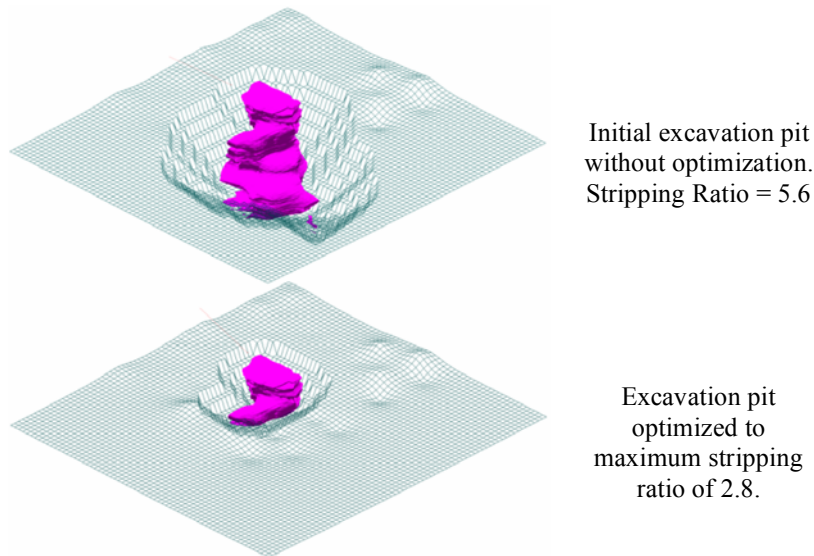 Initial excavation pit
without optimization.
Stripping Ratio = 5.6
Excavation pit
optimized to
maximum stripping
ratio of 2.8.